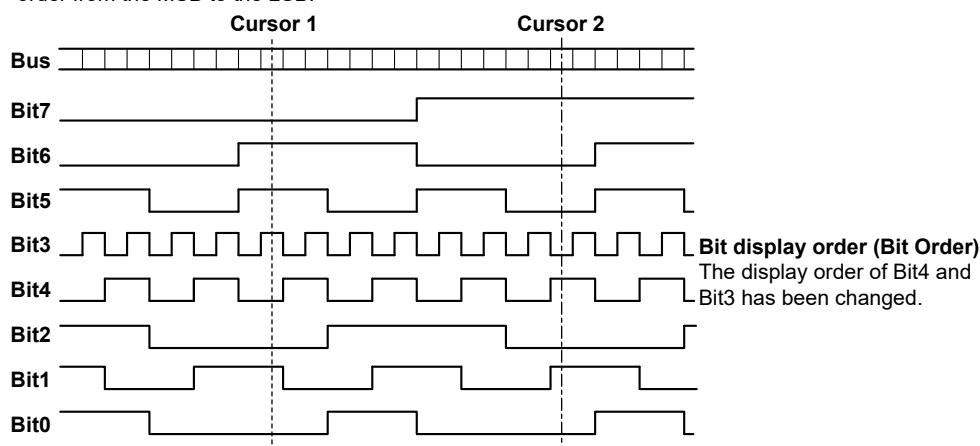 order from the MSB to the LSB.
Cursor 1 Cursor 2
Bus
Bit7
Bit6
Bit5
Bit3 Bit display order (Bit Order)
The display order of Bit4 and
Bit4 Bit3 has been changed.
Bit2
Bit1
Bit0